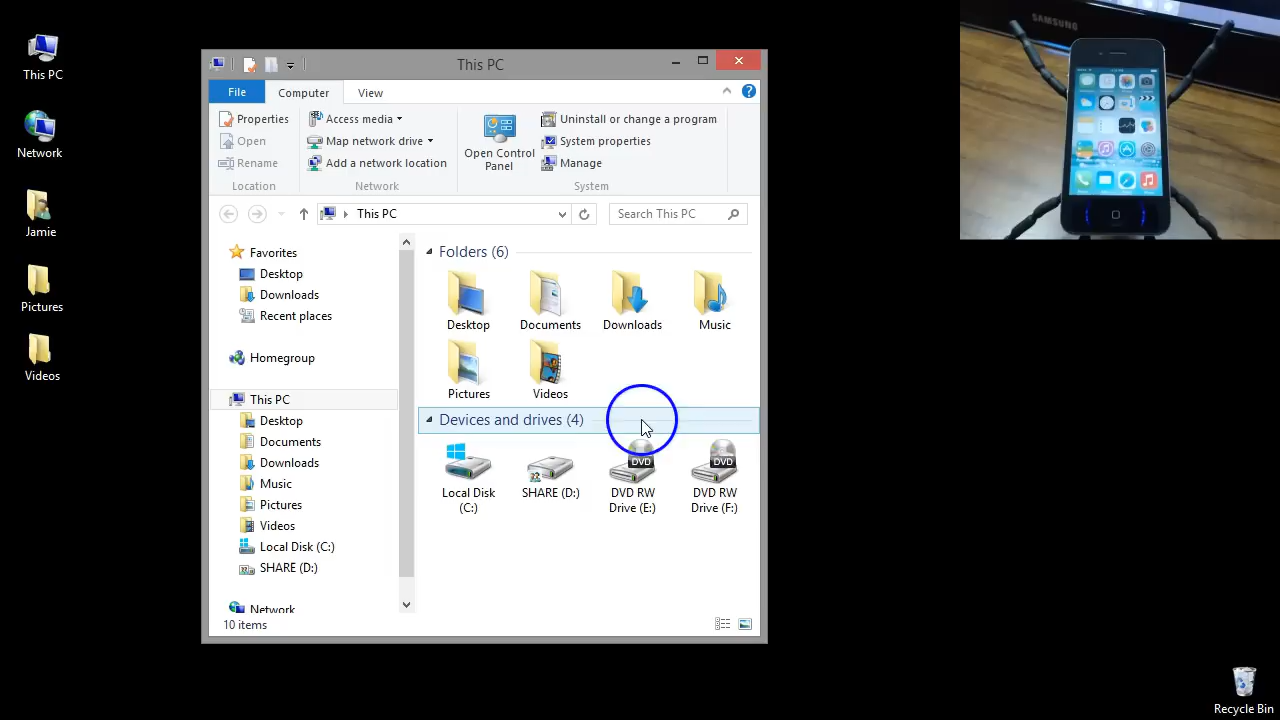 This PC
Network
Jamie
Pictures
Videos
Recycle Bin
This PC
File
Computer
View
Properties
Open
Rename
Location
Access media
Map network drive
Add a network location
Network
Open Control
Panel
Uninstall or change a program
System properties
Manage
System
This PC
Search This PC
Favorites
Desktop
Downloads
Recent places
Homegroup
This PC
Desktop
Documents
Downloads
Music
Pictures
Videos
Local Disk (C:)
SHARE (D:)
Network
Folders (6)
Desktop
Documents
Downloads
Music
Pictures
Videos
Devices and drives (4)
Local Disk
(C:)
SHARE (D:)
DVD
DVD RW
Drive (E:)
DVD
DVD RW
Drive (F:)
10 items
SAMSUNG